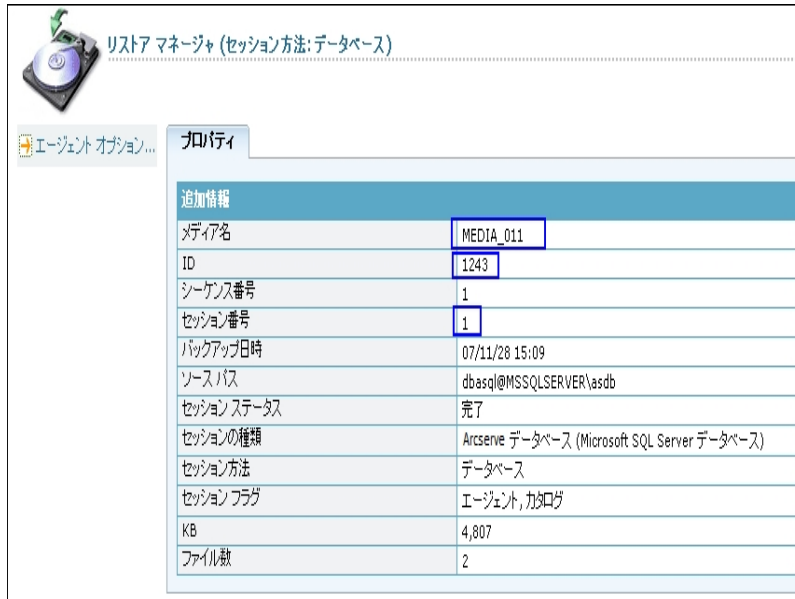 リストア マネージャ (セッション方法: データベース)
エージェント オプション...
プロパティ
追加情報
メディア名 MEDIA_011
ID 1243
シーケンス番号 1
セッション番号 1
バックアップ日時 07/11/28 15:09
ソース パス dbasql@MSSQLSERVER\asdb
セッション ステータス 完了
セッションの種類 Arcserve データベース (Microsoft SQL Server データベース)
セッション方法 データベース
セッション フラグ エージェント, カタログ
KB 4,807
ファイル数 2